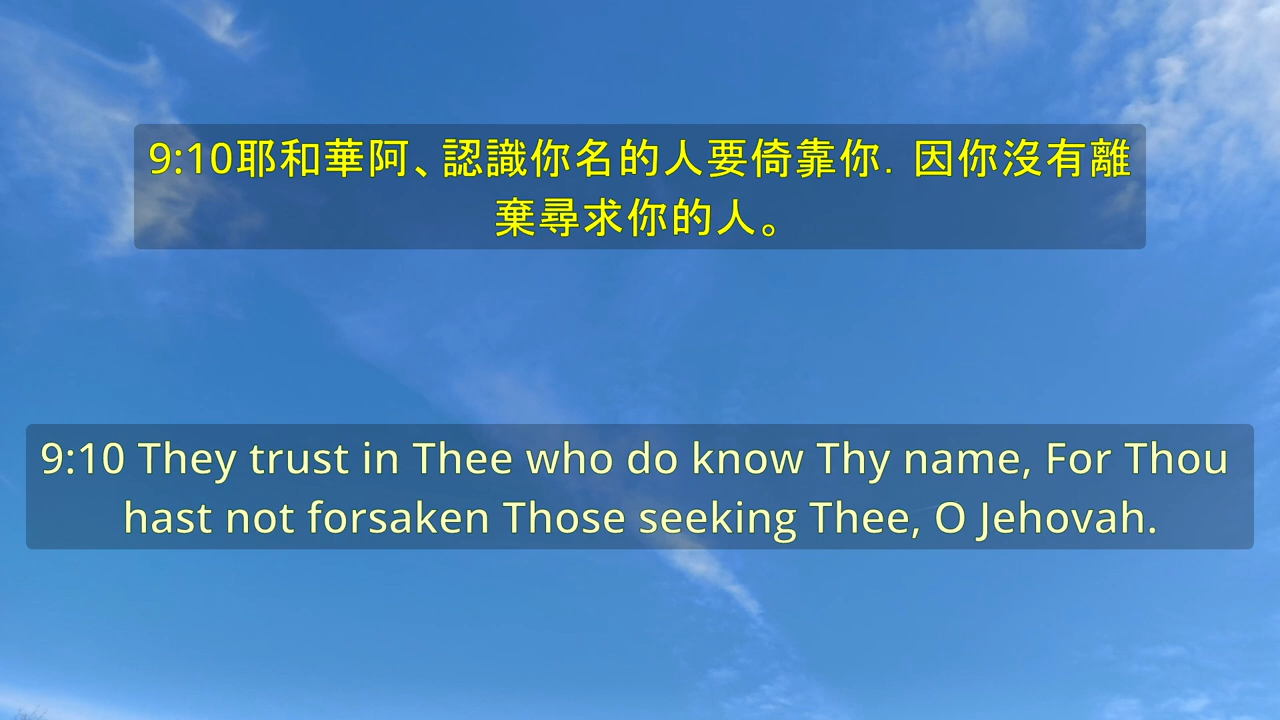 9:10耶和華阿、認識你名的人要倚靠你．因你沒有離
棄尋求你的人。
9:10 They trust in Thee who do know Thy name, For Thou
hast not forsaken Those seeking Thee, O Jehovah.